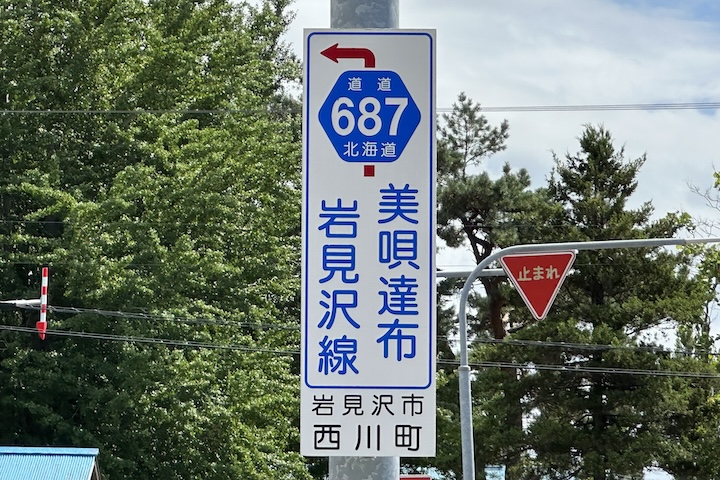 道道
687
北海道
美唄達布
岩見沢線
岩見沢市
西川町
止まれ